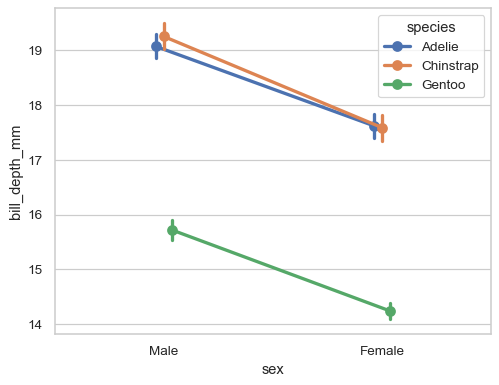 species
Adelie
Chinstrap
Gentoo
19
18
17
16
15
14
bill_depth_mm
Male
Female
sex